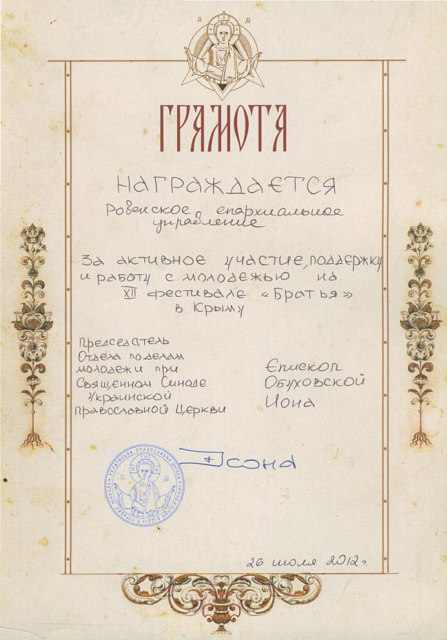 ГРАМОТА
НАГРАЖДАЕТСЯ
Ровенское епархиальное
управление
За активное участие, поддержку
и работу с молодежью на
XII фестивале «Братья»
в Крыму
Председатель
Отдела по делам
молодежи при
Священном Синоде
Украинской
Православной Церкви
Епископ
Обуховской
Иона
+ Иона
26 июля 2012г.